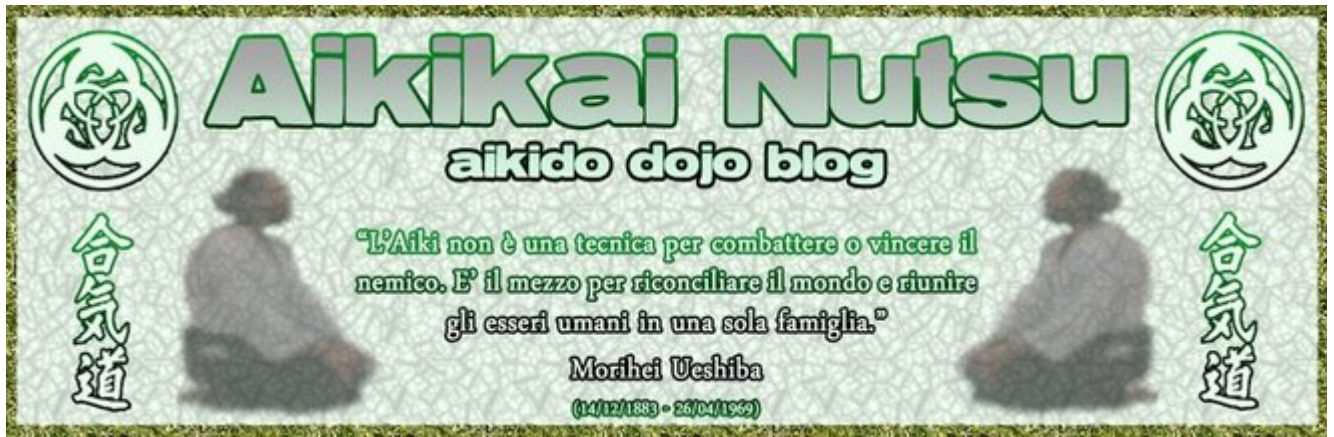 Aikikai Nutsu
aikido dojo blog
合気道
合気道
“L’Aiki non è una tecnica per combattere o vincere il
nemico. E’ il mezzo per riconciliare il mondo e riunire
gli esseri umani in una sola famiglia.”
Morihei Ueshiba
(14/12/1883 - 26/04/1969)